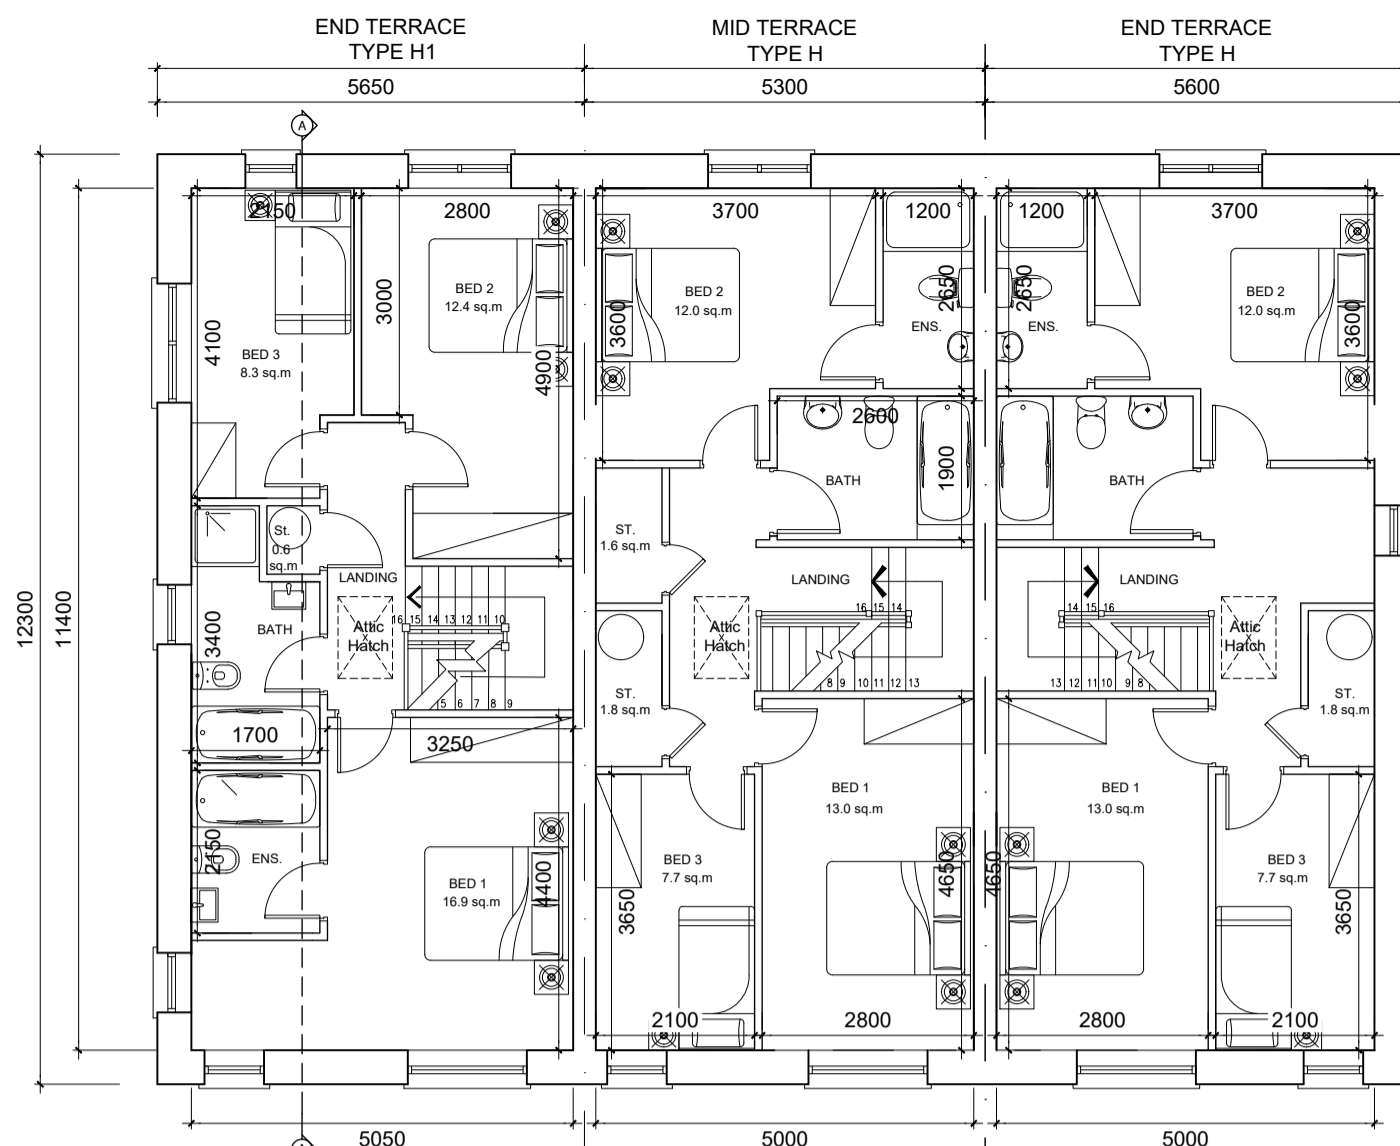 END TERRACE
TYPE H1
MID TERRACE
TYPE H
END TERRACE
TYPE H
5650
5300
5600
A
12300
11400
2150
2800
4100
3000
4900
BED 2
12.4 sq.m
BED 3
8.3 sq.m
St.
0.6
sq.m
LANDING
BATH
3400
Attic
Hatch
16 15 14 13 12 11 10
5 6 7 8 9
1700
3250
2150
ENS.
BED 1
16.9 sq.m
4400
5050
3700
1200
3600
BED 2
12.0 sq.m
2650
ENS.
2600
1900
BATH
ST.
1.6 sq.m
LANDING
16 15 14
Attic
Hatch
8 9 10 11 12 13
ST.
1.8 sq.m
BED 1
13.0 sq.m
BED 3
7.7 sq.m
3650
4650
2100
2800
5000
1200
3700
2650
ENS.
BED 2
12.0 sq.m
3600
BATH
LANDING
14 15 16
Attic
Hatch
13 12 11 10 9 8
ST.
1.8 sq.m
BED 1
13.0 sq.m
BED 3
7.7 sq.m
4650
3650
2800
2100
5000